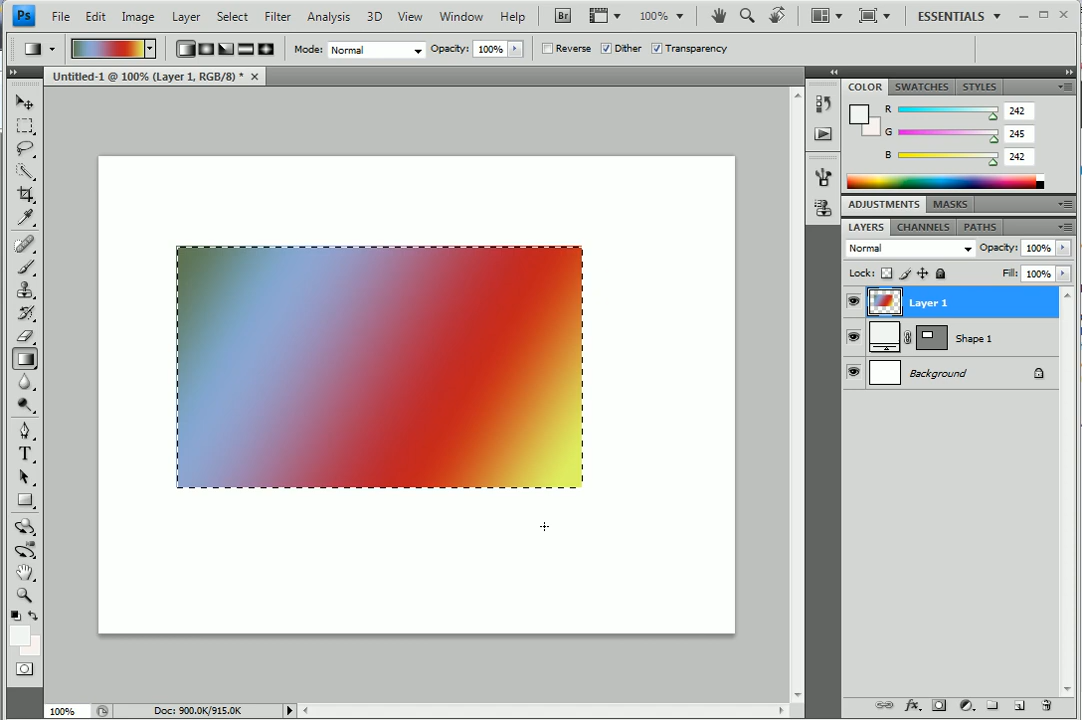 Ps File Edit Image Layer Select Filter Analysis 3D View Window Help Br 100% ESSENTIALS
Mode: Normal Opacity: 100% Reverse Dither Transparency
Untitled-1 @ 100% (Layer 1, RGB/8) *
COLOR SWATCHES STYLES
R 242
G 245
B 242
ADJUSTMENTS MASKS
LAYERS CHANNELS PATHS
Normal Opacity: 100%
Lock: Fill: 100%
Layer 1
Shape 1
Background
T
fx
100% Doc: 900.0K/915.0K